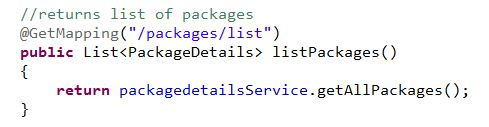 //returns list of packages
@GetMapping("/packages/list")
public List<PackageDetails> listPackages()
{
    return packagedetailsService.getAllPackages();
}